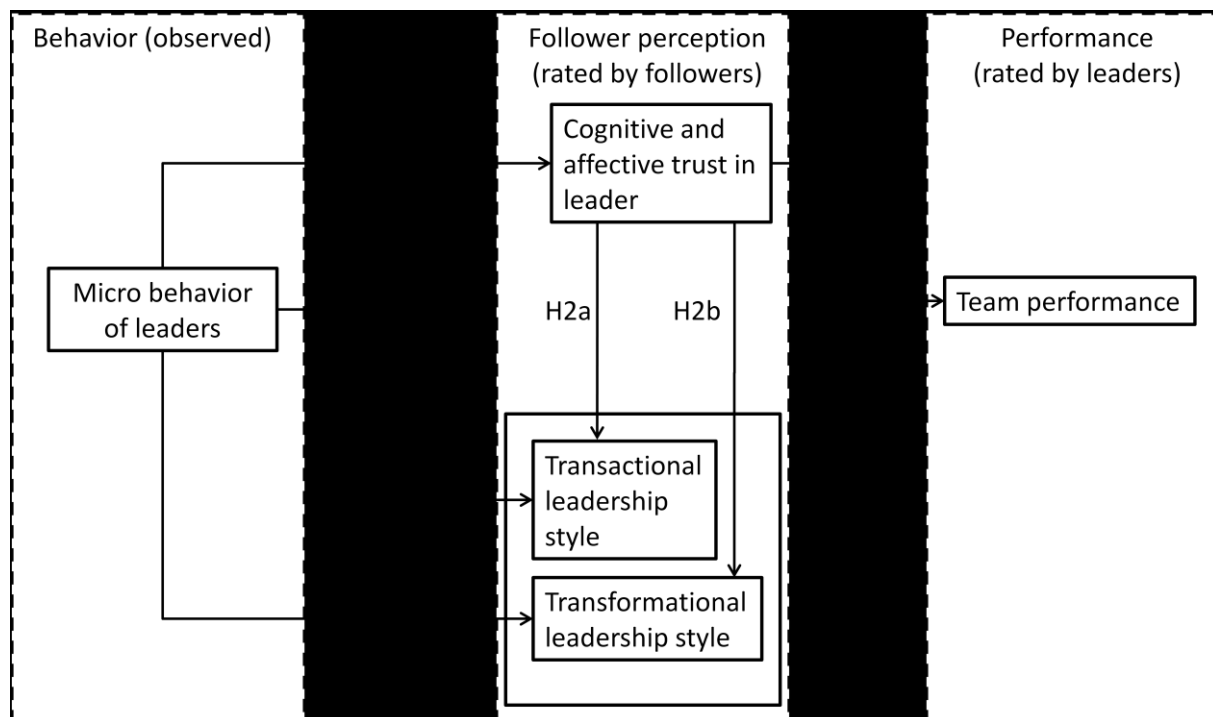 Behavior (observed)
Follower perception
(rated by followers)
Performance
(rated by leaders)
Cognitive and
affective trust in
leader
Micro behavior
of leaders
H2a
H2b
Team performance
Transactional
leadership
style
Transformational
leadership style